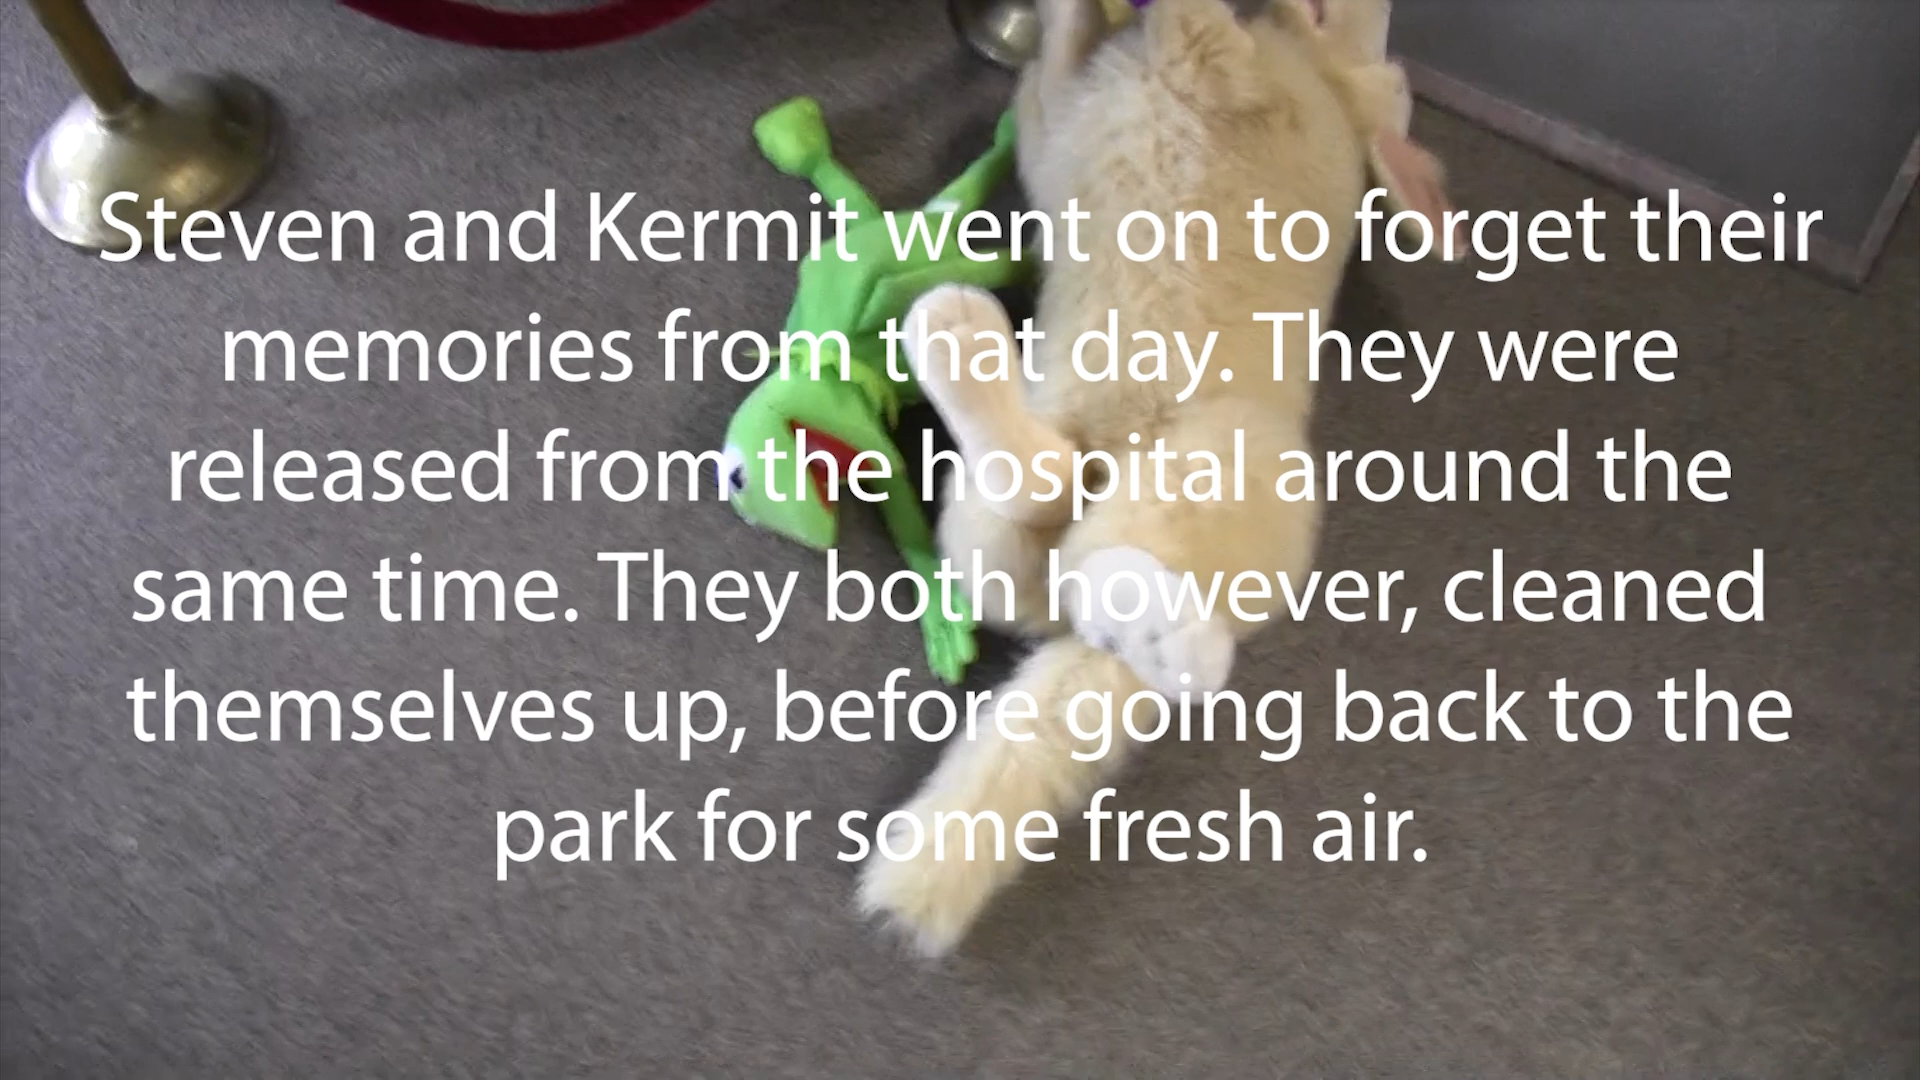 Steven and Kermit went on to forget their
memories from that day. They were
released from the hospital around the
same time. They both however, cleaned
themselves up, before going back to the
park for some fresh air.